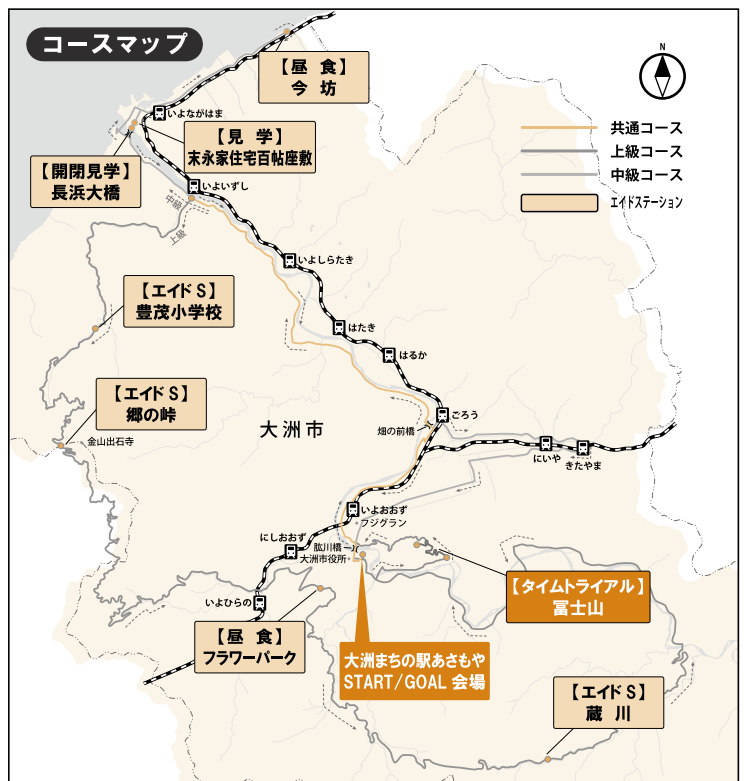 コースマップ
N
【昼 食】
今 坊
いよながはま
【見 学】
末永家住宅百帖座敷
【開閉見学】
長浜大橋
共通コース
上級コース
中級コース
エイドステーション
いよいずし
中級
上級
いよしらたき
【エイドS】
豊茂小学校
はたき
はるか
【エイドS】
郷の峠
金山出石寺
大洲市
畑の前橋
ごろう
にいや
きたやま
いよおおず
フジグラン
にしおおず
肱川橋
大洲市役所
いよひらの
【タイムトライアル】
冨士山
【昼 食】
フラワーパーク
大洲まちの駅あさもや
START/GOAL 会場
【エイドS】
蔵 川